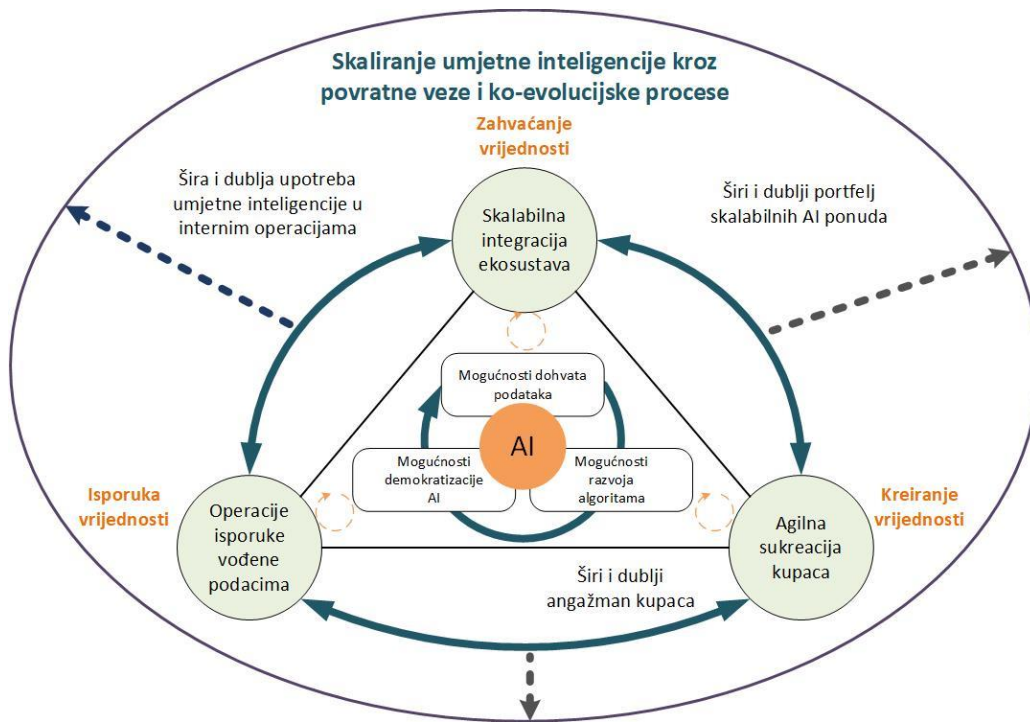 Skaliranje umjetne inteligencije kroz
povratne veze i ko-evolucijske procese
Zahvaćanje
vrijednosti
Šira i dublja upotreba
umjetne inteligencije u
internim operacijama
Širi i dublji portfelj
skalabilnih AI ponuda
Skalabilna
integracija
ekosustava
Mogućnosti dohvata
podataka
AI
Mogućnosti
demokratizacije
AI
Mogućnosti
razvoja
algoritama
Isporuka
vrijednosti
Operacije
isporuke
vođene
podacima
Kreiranje
vrijednosti
Agilna
sukreacija
kupaca
Širi i dublji
angažman kupaca